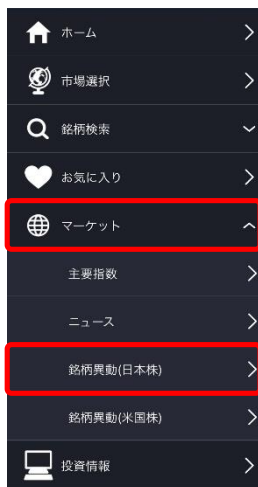 ホーム
市場選択
銘柄検索
お気に入り
マーケット
主要指数
ニュース
銘柄異動(日本株)
銘柄異動(米国株)
投資情報